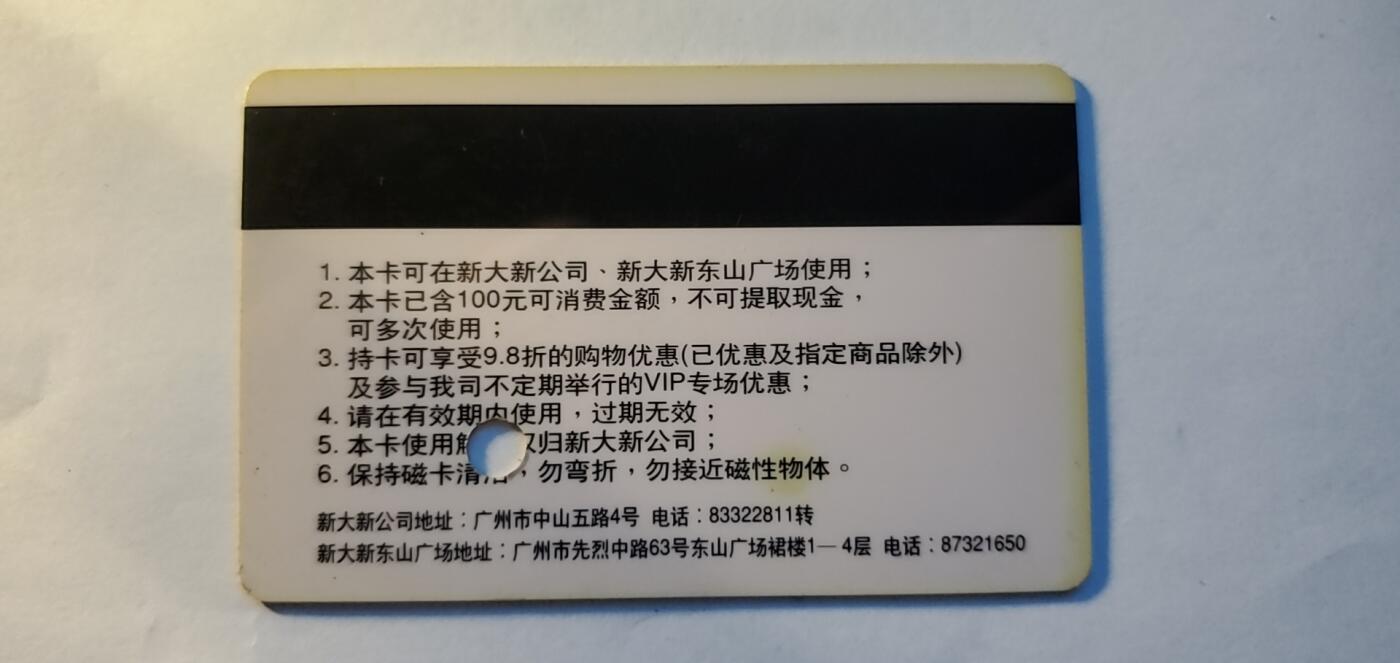 1. 本卡可在新大新公司、新大新东山广场使用；
2. 本卡已含100元可消费金额，不可提取现金，
可多次使用；
3. 持卡可享受9.8折的购物优惠(已优惠及指定商品除外)
及参与我司不定期举行的VIP专场优惠；
4. 请在有效期内使用，过期无效；
5. 本卡使用 归新大新公司；
6. 保持磁卡清洁，勿弯折，勿接近磁性物体。
新大新公司地址：广州市中山五路4号 电话：83322811转
新大新东山广场地址：广州市先烈中路63号东山广场裙楼1—4层 电话：87321650